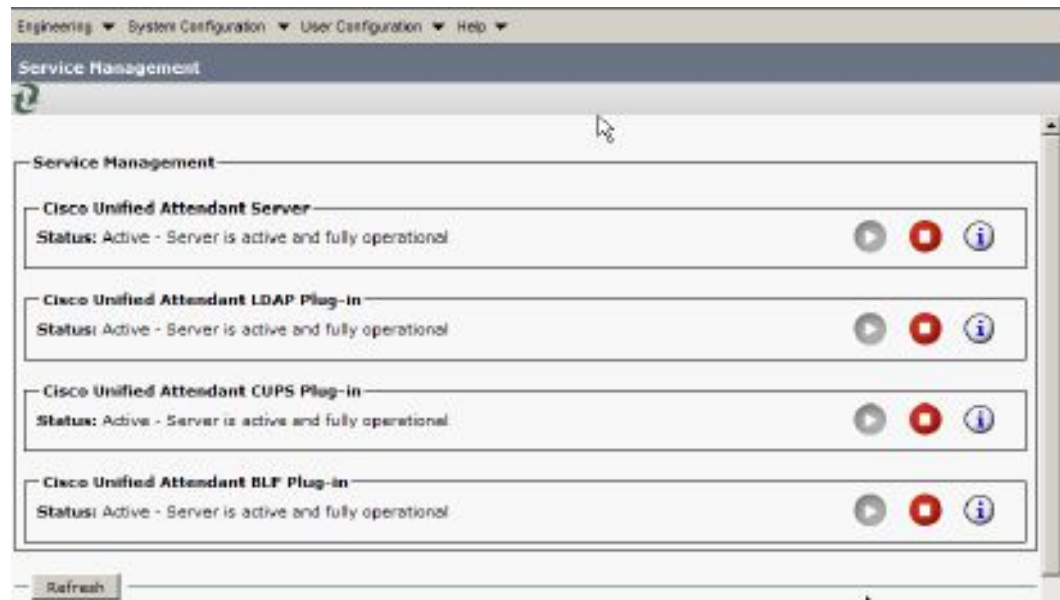 Engineering System Configuration User Configuration Help
Service Management
Service Management
Cisco Unified Attendant Server
Status: Active - Server is active and fully operational
Cisco Unified Attendant LDAP Plug-in
Status: Active - Server is active and fully operational
Cisco Unified Attendant CUPS Plug-in
Status: Active - Server is active and fully operational
Cisco Unified Attendant BLF Plug-in
Status: Active - Server is active and fully operational
Refresh